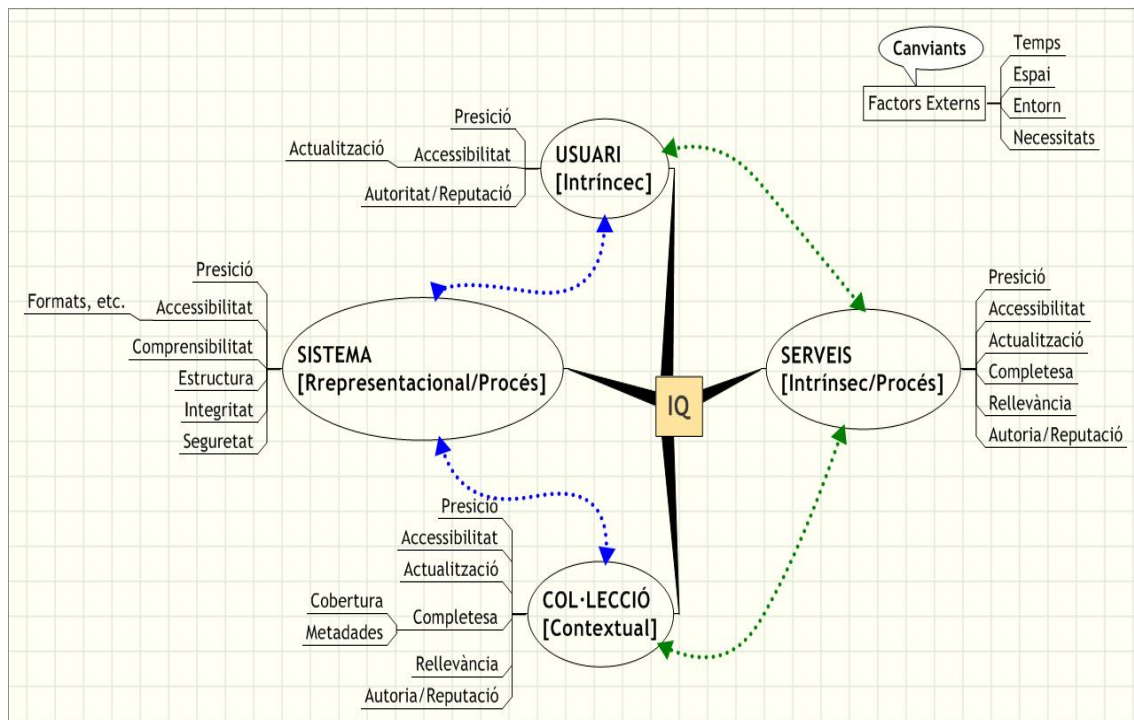 Canviants
Factors Externs
Temps
Espai
Entorn
Necessitats
USUARI
[Intríncec]
Presició
Accessibilitat
Actualització
Autoritat/Reputació
SISTEMA
[Rrepresentacional/Procés]
Presició
Accessibilitat
Formats, etc.
Comprensibilitat
Estructura
Integritat
Seguretat
IQ
SERVEIS
[Intrínsec/Procés]
Presició
Accessibilitat
Actualització
Completesa
Rellevància
Autoria/Reputació
COL·LECCIÓ
[Contextual]
Presició
Accessibilitat
Actualització
Completesa
Cobertura
Metadades
Rellevància
Autoria/Reputació